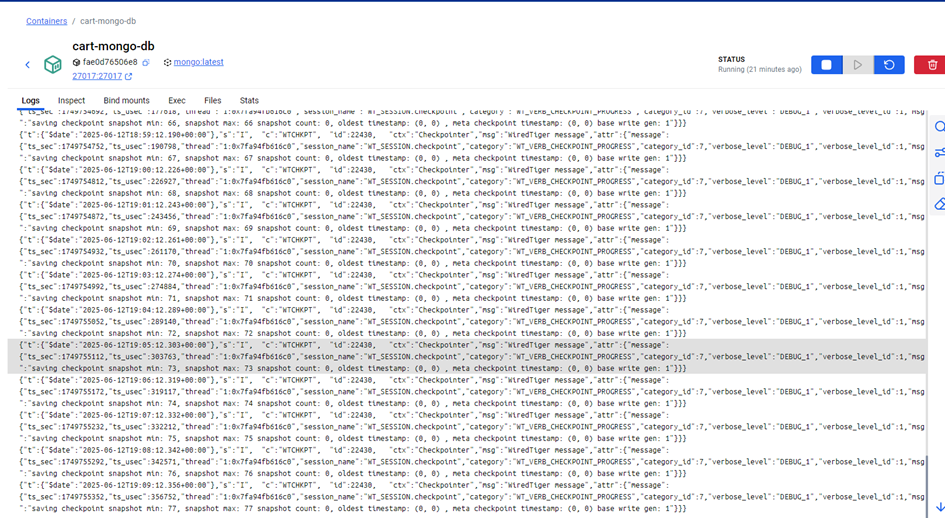 Containers / cart-mongo-db
cart-mongo-db
fae0d76506e8 mongo:latest
27017:27017
STATUS
Running (21 minutes ago)
Logs Inspect Bind mounts Exec Files Stats
{"ts_sec":1749754692,"ts_usec":177618,"thread":"1:0x7fa94fb616c0","session_name":"WT_SESSION.checkpoint","category":"WT_VERB_CHECKPOINT_PROGRESS","category_id":7,"verbose_level":"DEBUG_1","verbose_level_id":1,"msg
":"saving checkpoint snapshot min: 66, snapshot max: 66 snapshot count: 0, oldest timestamp: (0, 0) , meta checkpoint timestamp: (0, 0) base write gen: 1"}}}
{"t":{"$date":"2025-06-12T18:59:12.190+00:00"},"s":"I", "c":"WTCHKPT", "id":22430, "ctx":"Checkpointer","msg":"WiredTiger message","attr":{"message":
{"ts_sec":1749754752,"ts_usec":190798,"thread":"1:0x7fa94fb616c0","session_name":"WT_SESSION.checkpoint","category":"WT_VERB_CHECKPOINT_PROGRESS","category_id":7,"verbose_level":"DEBUG_1","verbose_level_id":1,"msg
":"saving checkpoint snapshot min: 67, snapshot max: 67 snapshot count: 0, oldest timestamp: (0, 0) , meta checkpoint timestamp: (0, 0) base write gen: 1"}}}
{"t":{"$date":"2025-06-12T19:00:12.226+00:00"},"s":"I", "c":"WTCHKPT", "id":22430, "ctx":"Checkpointer","msg":"WiredTiger message","attr":{"message":
{"ts_sec":1749754812,"ts_usec":226927,"thread":"1:0x7fa94fb616c0","session_name":"WT_SESSION.checkpoint","category":"WT_VERB_CHECKPOINT_PROGRESS","category_id":7,"verbose_level":"DEBUG_1","verbose_level_id":1,"msg
":"saving checkpoint snapshot min: 68, snapshot max: 68 snapshot count: 0, oldest timestamp: (0, 0) , meta checkpoint timestamp: (0, 0) base write gen: 1"}}}
{"t":{"$date":"2025-06-12T19:01:12.243+00:00"},"s":"I", "c":"WTCHKPT", "id":22430, "ctx":"Checkpointer","msg":"WiredTiger message","attr":{"message":
{"ts_sec":1749754872,"ts_usec":243456,"thread":"1:0x7fa94fb616c0","session_name":"WT_SESSION.checkpoint","category":"WT_VERB_CHECKPOINT_PROGRESS","category_id":7,"verbose_level":"DEBUG_1","verbose_level_id":1,"msg
":"saving checkpoint snapshot min: 69, snapshot max: 69 snapshot count: 0, oldest timestamp: (0, 0) , meta checkpoint timestamp: (0, 0) base write gen: 1"}}}
{"t":{"$date":"2025-06-12T19:02:12.261+00:00"},"s":"I", "c":"WTCHKPT", "id":22430, "ctx":"Checkpointer","msg":"WiredTiger message","attr":{"message":
{"ts_sec":1749754932,"ts_usec":261170,"thread":"1:0x7fa94fb616c0","session_name":"WT_SESSION.checkpoint","category":"WT_VERB_CHECKPOINT_PROGRESS","category_id":7,"verbose_level":"DEBUG_1","verbose_level_id":1,"msg
":"saving checkpoint snapshot min: 70, snapshot max: 70 snapshot count: 0, oldest timestamp: (0, 0) , meta checkpoint timestamp: (0, 0) base write gen: 1"}}}
{"t":{"$date":"2025-06-12T19:03:12.274+00:00"},"s":"I", "c":"WTCHKPT", "id":22430, "ctx":"Checkpointer","msg":"WiredTiger message","attr":{"message":
{"ts_sec":1749754992,"ts_usec":274884,"thread":"1:0x7fa94fb616c0","session_name":"WT_SESSION.checkpoint","category":"WT_VERB_CHECKPOINT_PROGRESS","category_id":7,"verbose_level":"DEBUG_1","verbose_level_id":1,"msg
":"saving checkpoint snapshot min: 71, snapshot max: 71 snapshot count: 0, oldest timestamp: (0, 0) , meta checkpoint timestamp: (0, 0) base write gen: 1"}}}
{"t":{"$date":"2025-06-12T19:04:12.289+00:00"},"s":"I", "c":"WTCHKPT", "id":22430, "ctx":"Checkpointer","msg":"WiredTiger message","attr":{"message":
{"ts_sec":1749755052,"ts_usec":289140,"thread":"1:0x7fa94fb616c0","session_name":"WT_SESSION.checkpoint","category":"WT_VERB_CHECKPOINT_PROGRESS","category_id":7,"verbose_level":"DEBUG_1","verbose_level_id":1,"msg
":"saving checkpoint snapshot min: 72, snapshot max: 72 snapshot count: 0, oldest timestamp: (0, 0) , meta checkpoint timestamp: (0, 0) base write gen: 1"}}}
{"t":{"$date":"2025-06-12T19:05:12.303+00:00"},"s":"I", "c":"WTCHKPT", "id":22430, "ctx":"Checkpointer","msg":"WiredTiger message","attr":{"message":
{"ts_sec":1749755112,"ts_usec":303763,"thread":"1:0x7fa94fb616c0","session_name":"WT_SESSION.checkpoint","category":"WT_VERB_CHECKPOINT_PROGRESS","category_id":7,"verbose_level":"DEBUG_1","verbose_level_id":1,"msg
":"saving checkpoint snapshot min: 73, snapshot max: 73 snapshot count: 0, oldest timestamp: (0, 0) , meta checkpoint timestamp: (0, 0) base write gen: 1"}}}
{"t":{"$date":"2025-06-12T19:06:12.319+00:00"},"s":"I", "c":"WTCHKPT", "id":22430, "ctx":"Checkpointer","msg":"WiredTiger message","attr":{"message":
{"ts_sec":1749755172,"ts_usec":319117,"thread":"1:0x7fa94fb616c0","session_name":"WT_SESSION.checkpoint","category":"WT_VERB_CHECKPOINT_PROGRESS","category_id":7,"verbose_level":"DEBUG_1","verbose_level_id":1,"msg
":"saving checkpoint snapshot min: 74, snapshot max: 74 snapshot count: 0, oldest timestamp: (0, 0) , meta checkpoint timestamp: (0, 0) base write gen: 1"}}}
{"t":{"$date":"2025-06-12T19:07:12.332+00:00"},"s":"I", "c":"WTCHKPT", "id":22430, "ctx":"Checkpointer","msg":"WiredTiger message","attr":{"message":
{"ts_sec":1749755232,"ts_usec":332212,"thread":"1:0x7fa94fb616c0","session_name":"WT_SESSION.checkpoint","category":"WT_VERB_CHECKPOINT_PROGRESS","category_id":7,"verbose_level":"DEBUG_1","verbose_level_id":1,"msg
":"saving checkpoint snapshot min: 75, snapshot max: 75 snapshot count: 0, oldest timestamp: (0, 0) , meta checkpoint timestamp: (0, 0) base write gen: 1"}}}
{"t":{"$date":"2025-06-12T19:08:12.342+00:00"},"s":"I", "c":"WTCHKPT", "id":22430, "ctx":"Checkpointer","msg":"WiredTiger message","attr":{"message":
{"ts_sec":1749755292,"ts_usec":342571,"thread":"1:0x7fa94fb616c0","session_name":"WT_SESSION.checkpoint","category":"WT_VERB_CHECKPOINT_PROGRESS","category_id":7,"verbose_level":"DEBUG_1","verbose_level_id":1,"msg
":"saving checkpoint snapshot min: 76, snapshot max: 76 snapshot count: 0, oldest timestamp: (0, 0) , meta checkpoint timestamp: (0, 0) base write gen: 1"}}}
{"t":{"$date":"2025-06-12T19:09:12.356+00:00"},"s":"I", "c":"WTCHKPT", "id":22430, "ctx":"Checkpointer","msg":"WiredTiger message","attr":{"message":
{"ts_sec":1749755352,"ts_usec":356752,"thread":"1:0x7fa94fb616c0","session_name":"WT_SESSION.checkpoint","category":"WT_VERB_CHECKPOINT_PROGRESS","category_id":7,"verbose_level":"DEBUG_1","verbose_level_id":1,"msg
":"saving checkpoint snapshot min: 77, snapshot max: 77 snapshot count: 0, oldest timestamp: (0, 0) , meta checkpoint timestamp: (0, 0) base write gen: 1"}}}